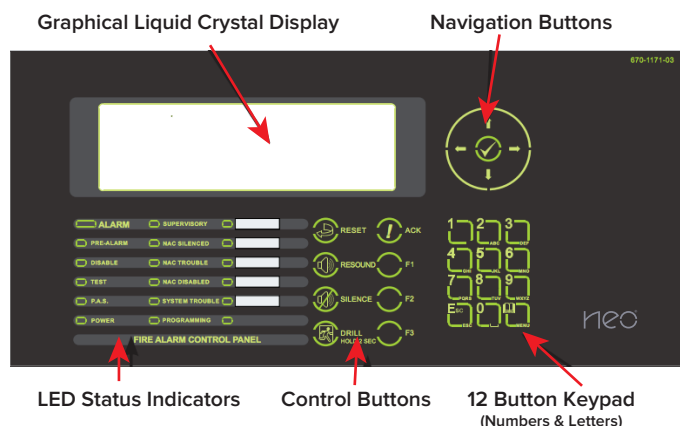 Graphical Liquid Crystal Display
Navigation Buttons
670-1171-03
ALARM SUPERVISORY
PRE-ALARM NAC SILENCED
DISABLE NAC TROUBLE
TEST NAC DISABLED
P.A.S. SYSTEM TROUBLE
POWER PROGRAMMING
FIRE ALARM CONTROL PANEL
RESET ACK
RESOUND F1
SILENCE F2
DRILL F3
HOLD 2 SEC
1 2 ABC 3 DEF
4 GHI 5 JKL 6 MNO
7 PQRS 8 TUV 9 WXYZ
ESC ESC 0 MENU
neo
LED Status Indicators
Control Buttons
12 Button Keypad
(Numbers & Letters)